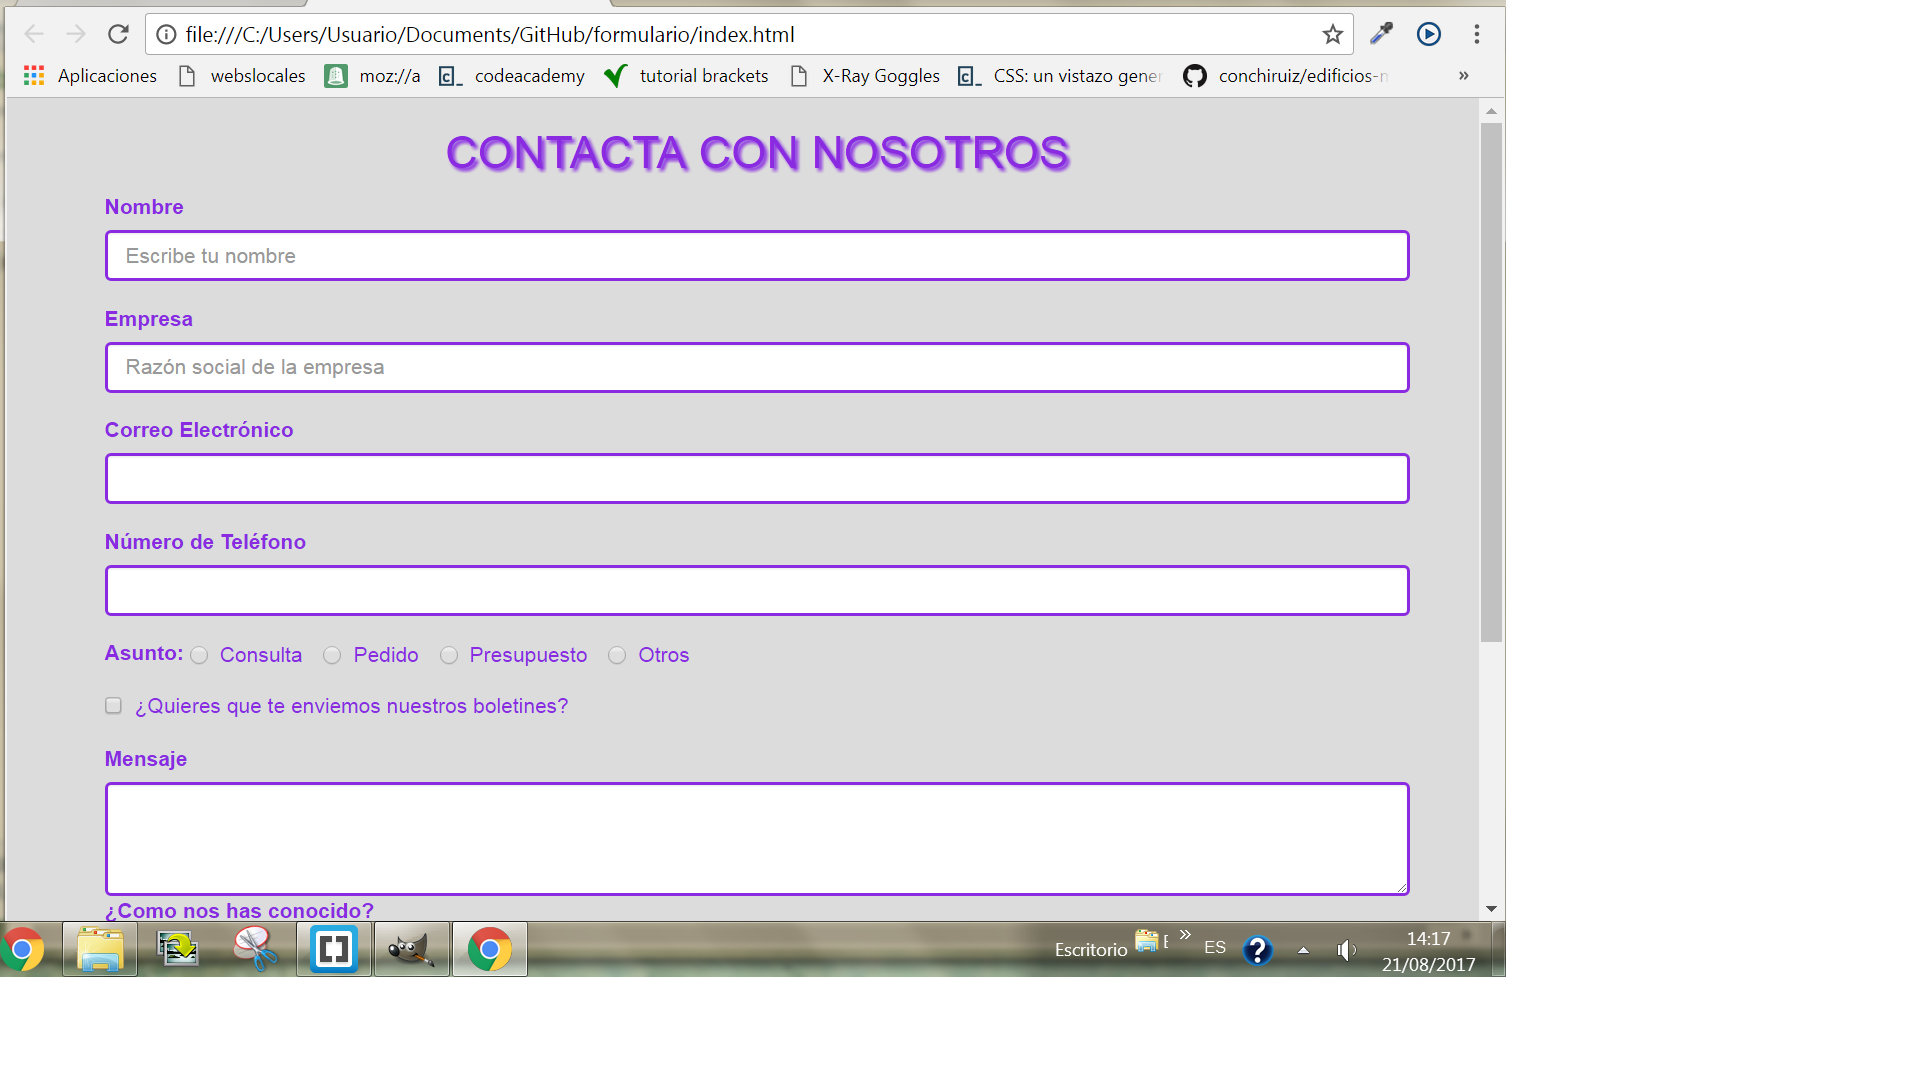 file:///C:/Users/Usuario/Documents/GitHub/formulario/index.html
Aplicaciones webslocales moz://a codeacademy tutorial brackets X-Ray Goggles CSS: un vistazo gener conchiruiz/edificios-n »
CONTACTA CON NOSOTROS
Nombre
Escribe tu nombre
Empresa
Razón social de la empresa
Correo Electrónico
Número de Teléfono
Asunto: Consulta Pedido Presupuesto Otros
¿Quieres que te enviemos nuestros boletines?
Mensaje
¿Como nos has conocido?
Escritorio E » ES 14:17
21/08/2017